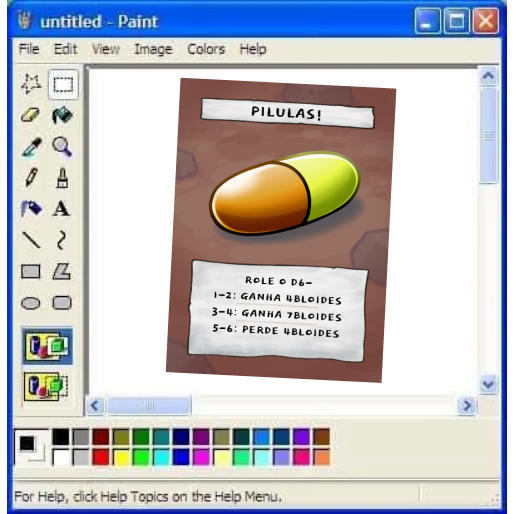 untitled - Paint
File Edit View Image Colors Help
PILULAS!
ROLE O D6-
1-2: GANHA 4BLOIDES
3-4: GANHA 7BLOIDES
5-6: PERDE 4BLOIDES
A
For Help, click Help Topics on the Help Menu.